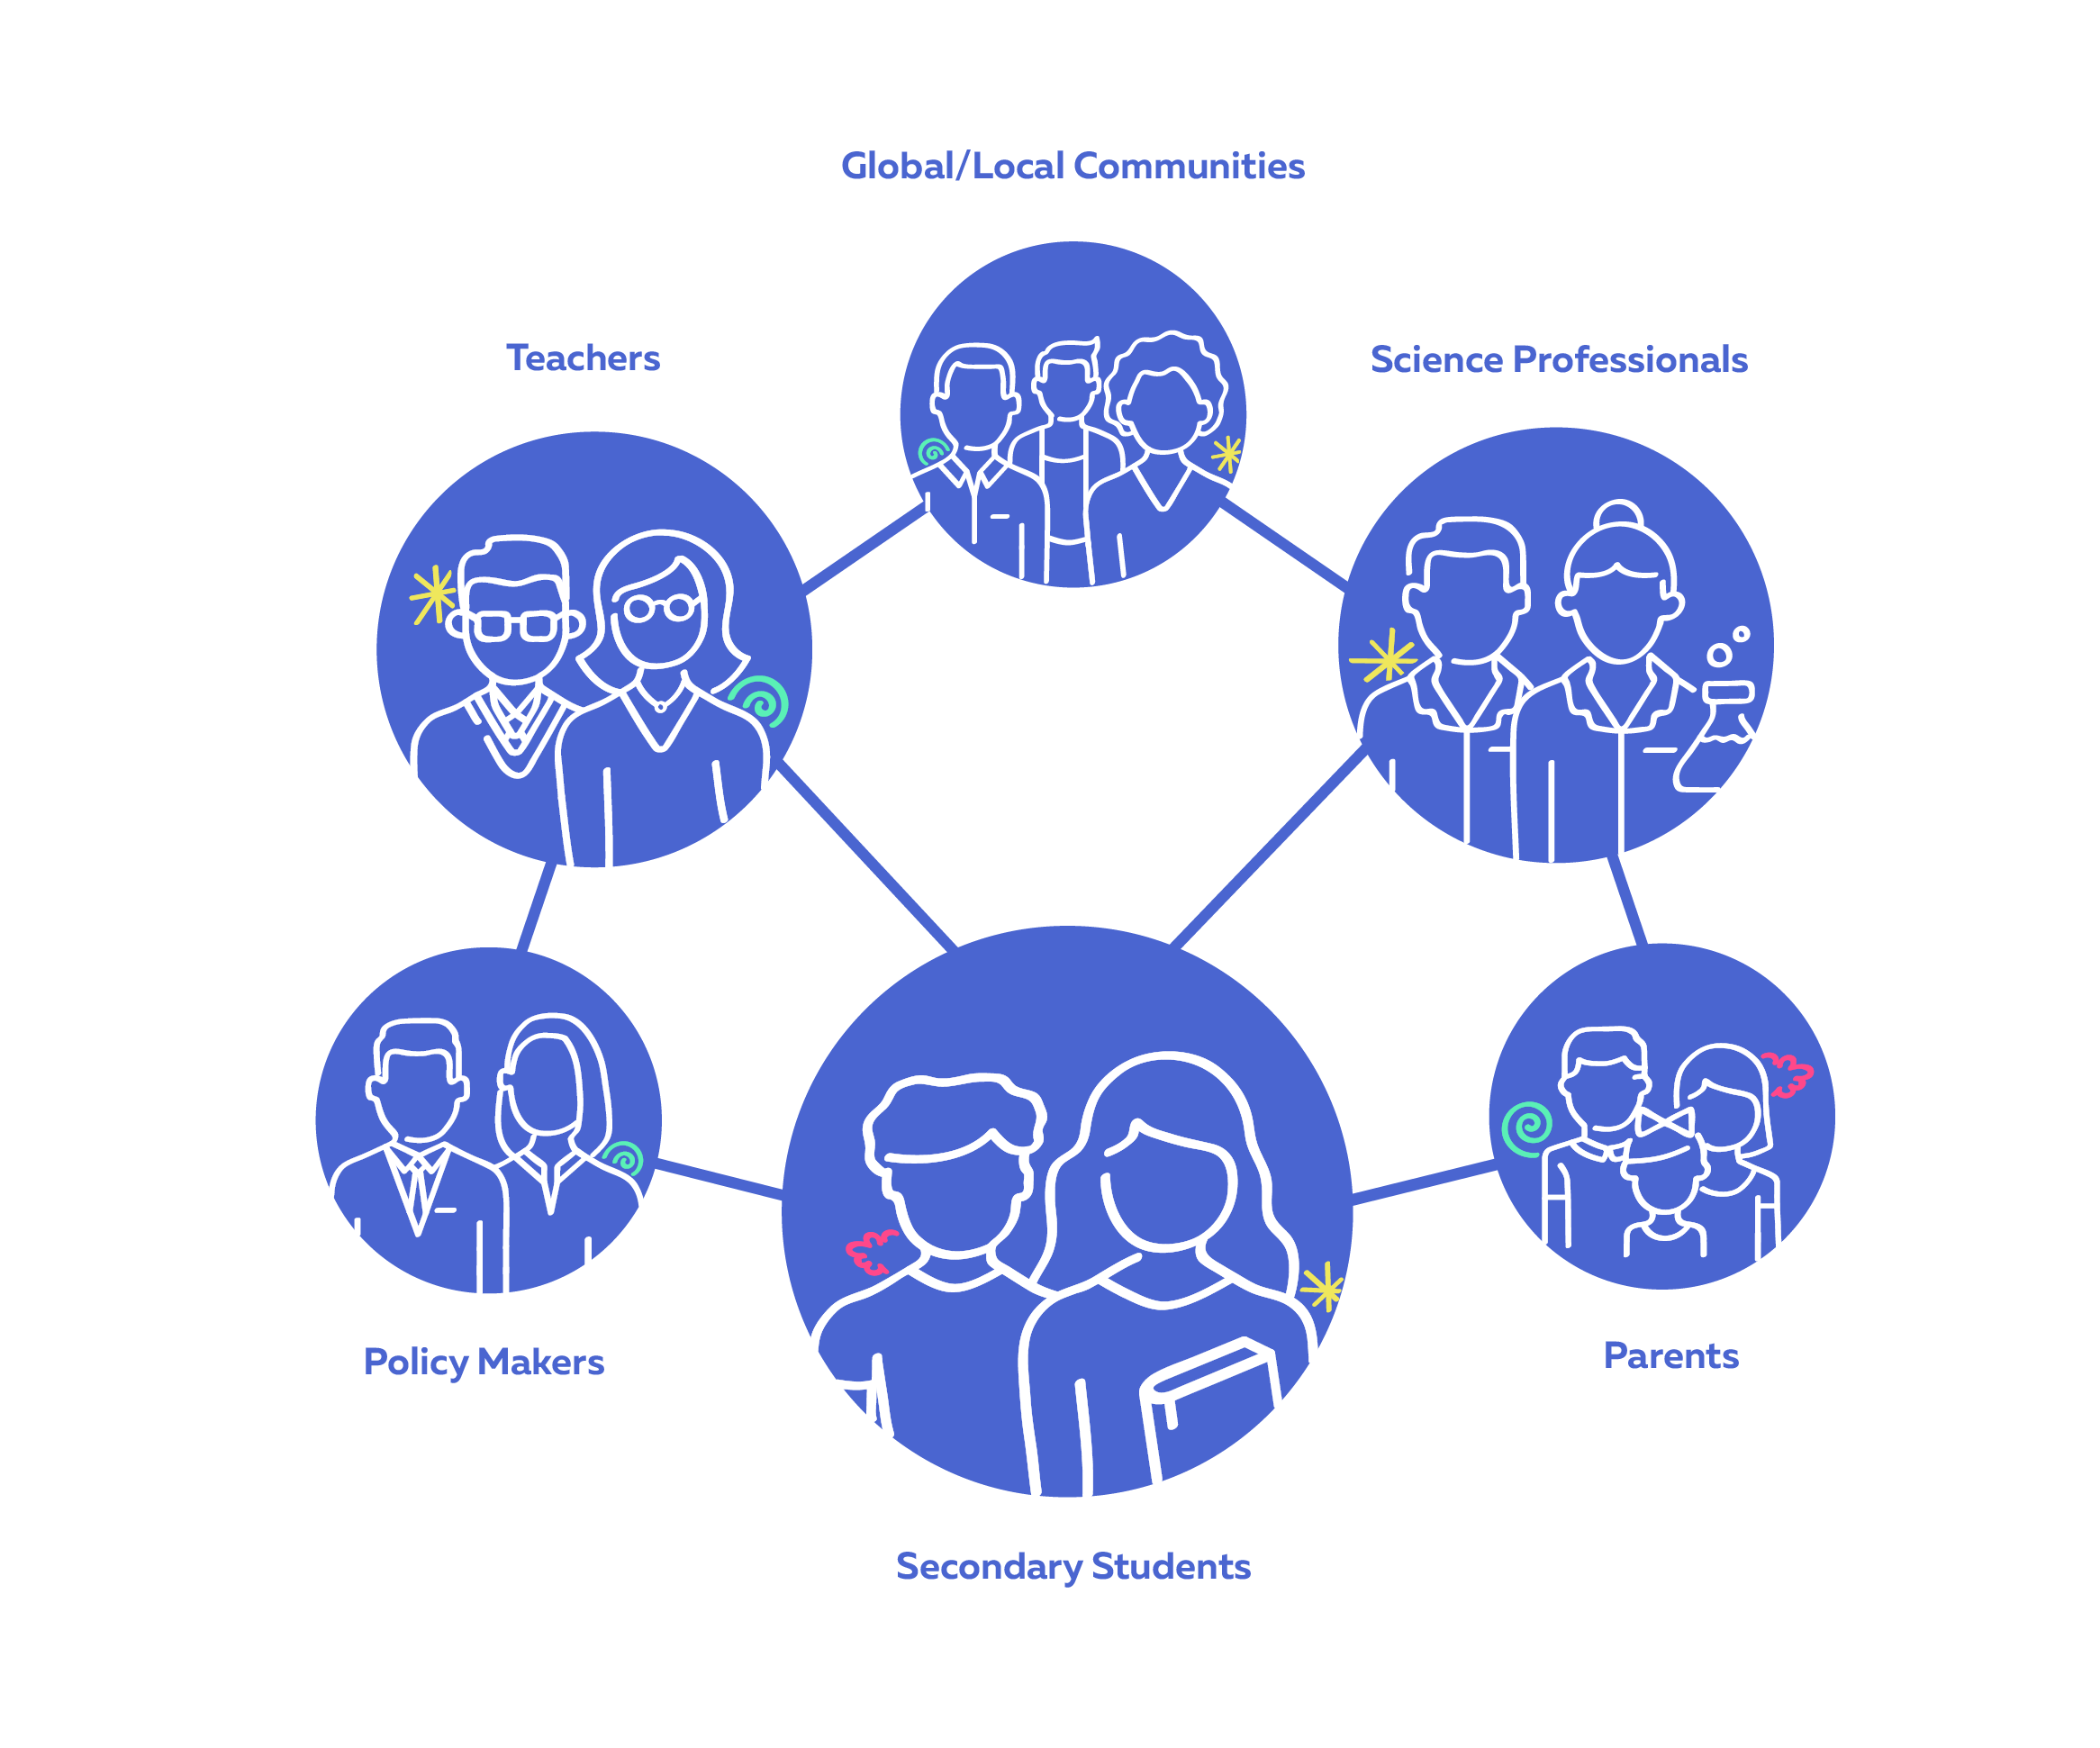 Global/Local Communities
Teachers
Science Professionals
Policy Makers
Parents
Secondary Students